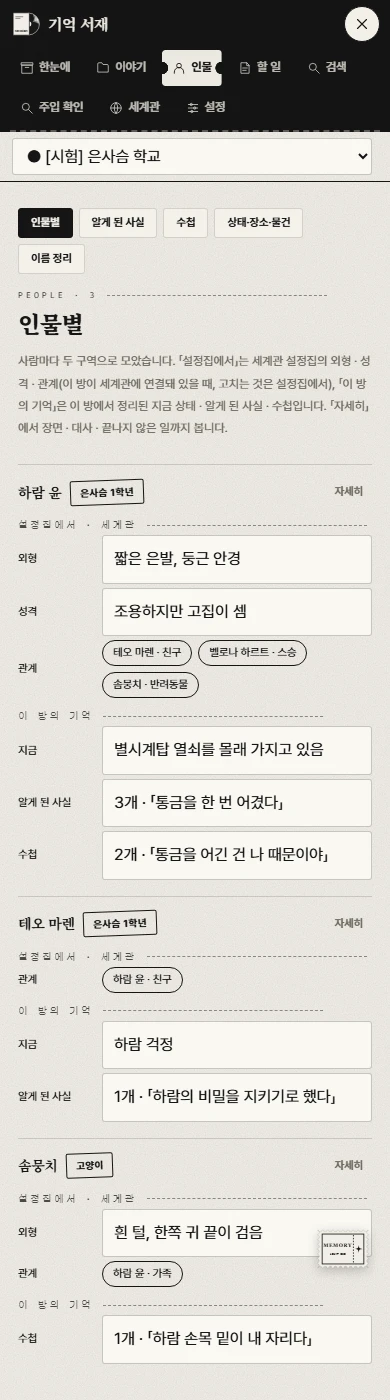 기억 서재
한눈에 이야기 인물 할 일 검색
주입 확인 세계관 설정
● [시험] 은사슴 학교
인물별 알게 된 사실 수첩 상태·장소·물건
이름 정리
PEOPLE · 3
인물별
사람마다 두 구역으로 모았습니다. 「설정집에서」는 세계관 설정집의 외형 · 성
격 · 관계(이 방이 세계관에 연결돼 있을 때, 고치는 것은 설정집에서), 「이 방
의 기억」은 이 방에서 정리된 지금 상태 · 알게 된 사실 · 수첩입니다. 「자세히」
에서 장면 · 대사 · 끝나지 않은 일까지 봅니다.
하람 윤 은사슴 1학년 자세히
설정집에서 · 세계관
외형 짧은 은발, 둥근 안경
성격 조용하지만 고집이 셈
관계 테오 마렌 · 친구 벨로나 하르트 · 스승
솜뭉치 · 반려동물
이 방의 기억
지금 별시계탑 열쇠를 몰래 가지고 있음
알게 된 사실 3개 · 「통금을 한 번 어겼다」
수첩 2개 · 「통금을 어긴 건 나 때문이야」
테오 마렌 은사슴 1학년 자세히
설정집에서 · 세계관
관계 하람 윤 · 친구
이 방의 기억
지금 하람 걱정
알게 된 사실 1개 · 「하람의 비밀을 지키기로 했다」
솜뭉치 고양이 자세히
설정집에서 · 세계관
외형 흰 털, 한쪽 귀 끝이 검음
MEMORY
관계 하람 윤 · 가족
이 방의 기억
수첩 1개 · 「하람 손목 밑이 내 자리다」